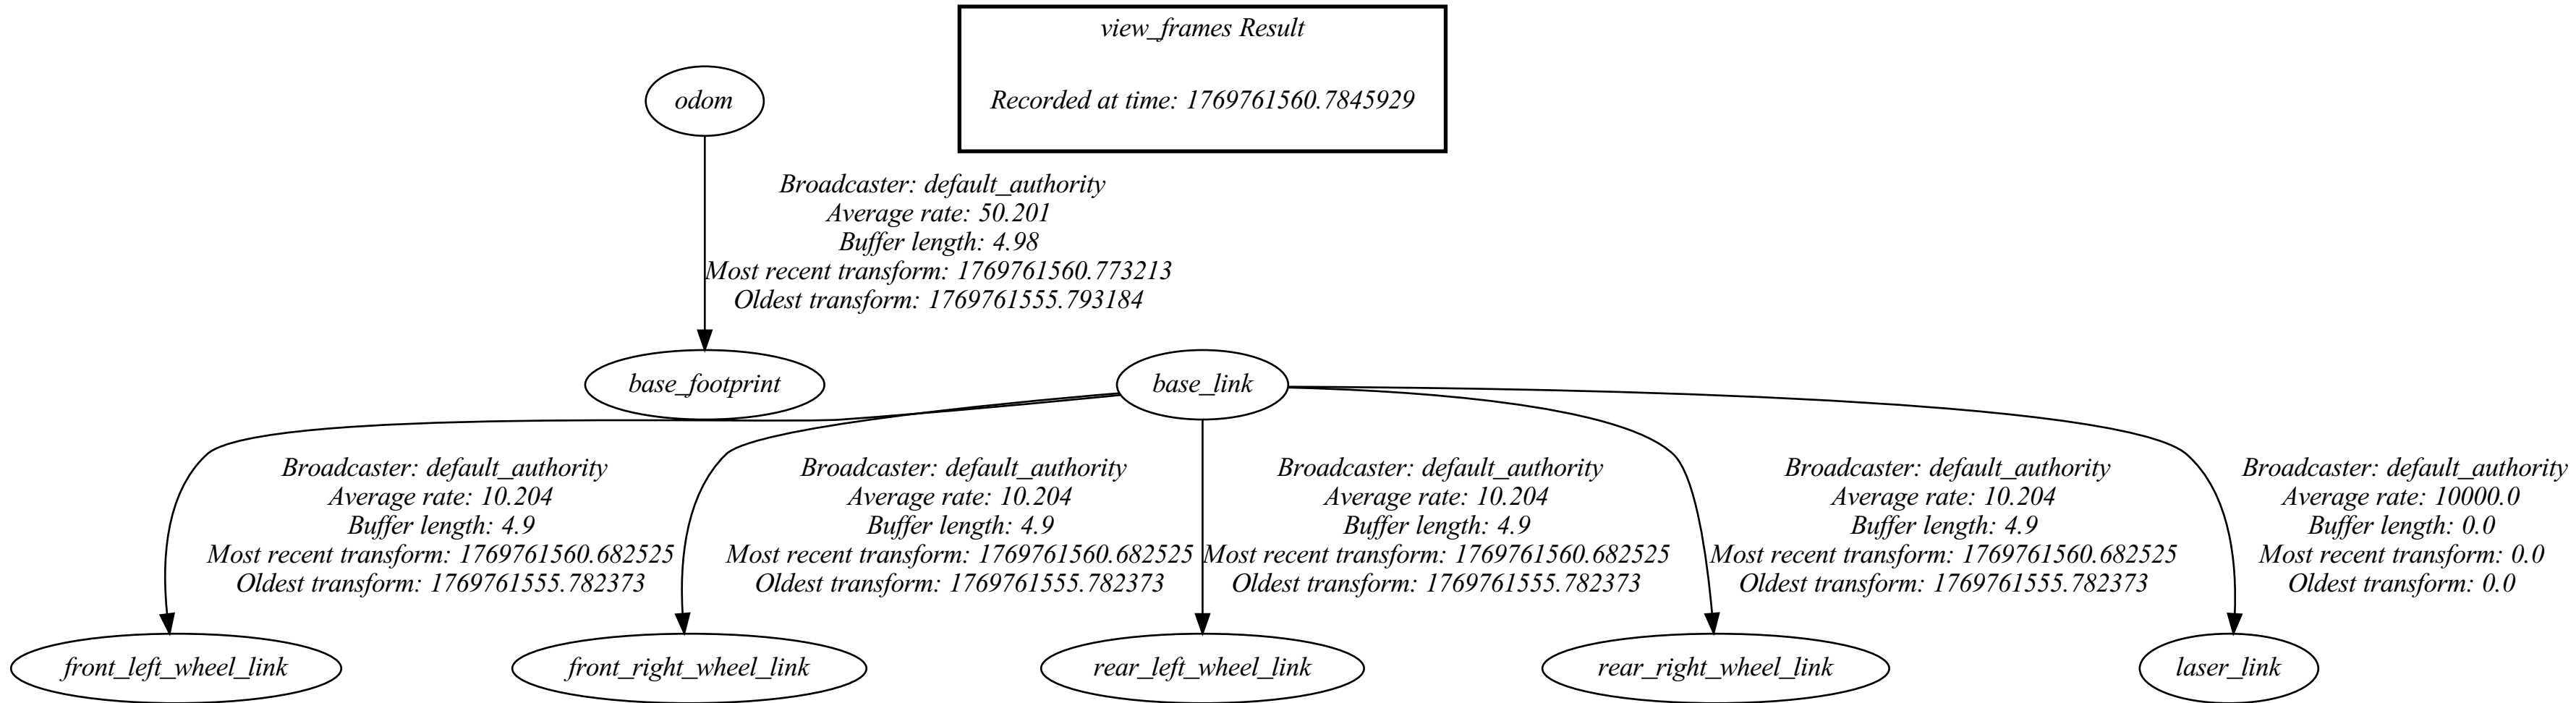 view_frames Result
Recorded at time: 1769761560.7845929
odom
Broadcaster: default_authority
Average rate: 50.201
Buffer length: 4.98
Most recent transform: 1769761560.773213
Oldest transform: 1769761555.793184
base_footprint
base_link
Broadcaster: default_authority
Average rate: 10.204
Buffer length: 4.9
Most recent transform: 1769761560.682525
Oldest transform: 1769761555.782373
Broadcaster: default_authority
Average rate: 10.204
Buffer length: 4.9
Most recent transform: 1769761560.682525
Oldest transform: 1769761555.782373
Broadcaster: default_authority
Average rate: 10.204
Buffer length: 4.9
Most recent transform: 1769761560.682525
Oldest transform: 1769761555.782373
Broadcaster: default_authority
Average rate: 10.204
Buffer length: 4.9
Most recent transform: 1769761560.682525
Oldest transform: 1769761555.782373
Broadcaster: default_authority
Average rate: 10000.0
Buffer length: 0.0
Most recent transform: 0.0
Oldest transform: 0.0
front_left_wheel_link
front_right_wheel_link
rear_left_wheel_link
rear_right_wheel_link
laser_link